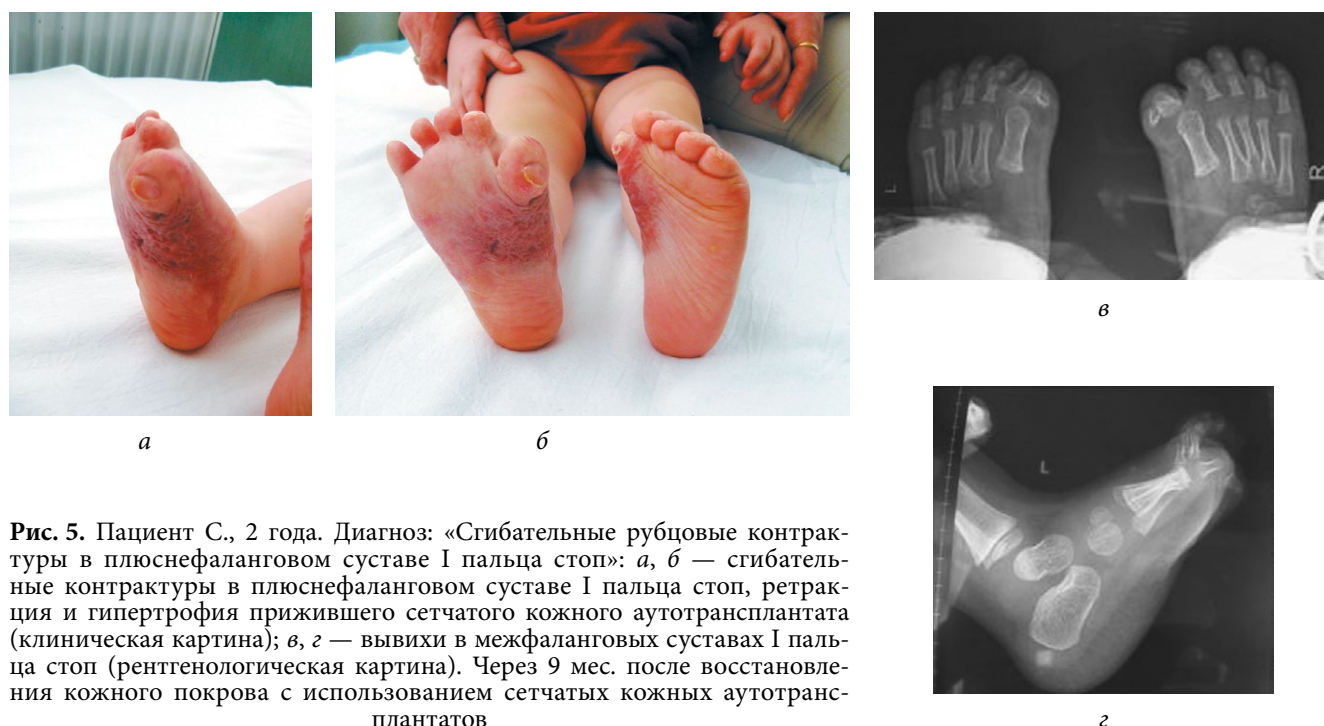 L
R
в
L
а
б
г
Рис. 5. Пациент С., 2 года. Диагноз: «Сгибательные рубцовые контрак-
туры в плюснефаланговом суставе I пальца стоп»: а, б — сгибатель-
ные контрактуры в плюснефаланговом суставе I пальца стоп, ретрак-
ция и гипертрофия прижившего сетчатого кожного аутотрансплантата
(клиническая картина); в, г — вывихи в межфаланговых суставах I паль-
ца стоп (рентгенологическая картина). Через 9 мес. после восстановле-
ния кожного покрова с использованием сетчатых кожных аутотранс-
плантатов